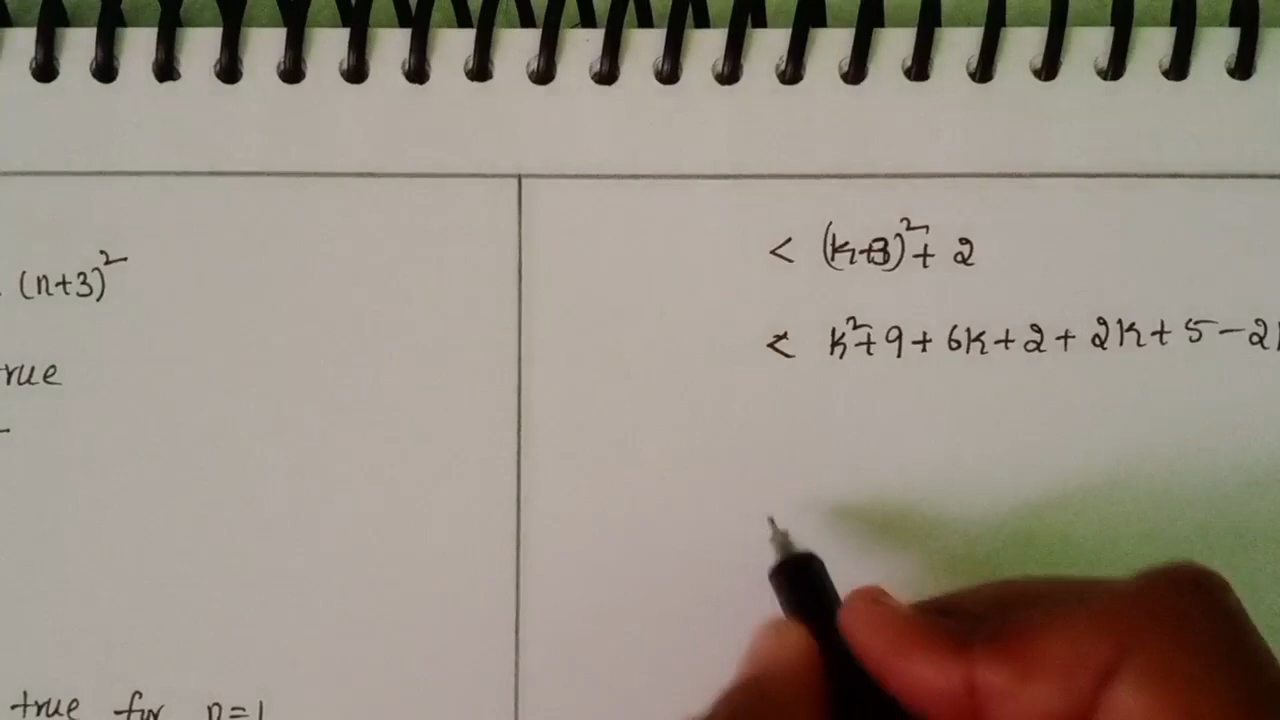 (n+3)²
rue
true for n=1
< (k+3)² + 2
< k² + 9 + 6k + 2 + 2k + 5 - 2